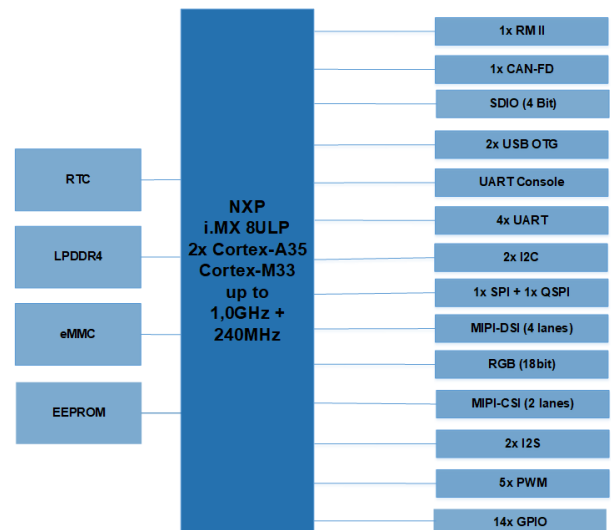 RTC
LPDDR4
eMMC
EEPROM
NXP
i.MX 8ULP
2x Cortex-A35
Cortex-M33
up to
1,0GHz +
240MHz
1x RM II
1x CAN-FD
SDIO (4 Bit)
2x USB OTG
UART Console
4x UART
2x I2C
1x SPI + 1x QSPI
MIPI-DSI (4 lanes)
RGB (18bit)
MIPI-CSI (2 lanes)
2x I2S
5x PWM
14x GPIO